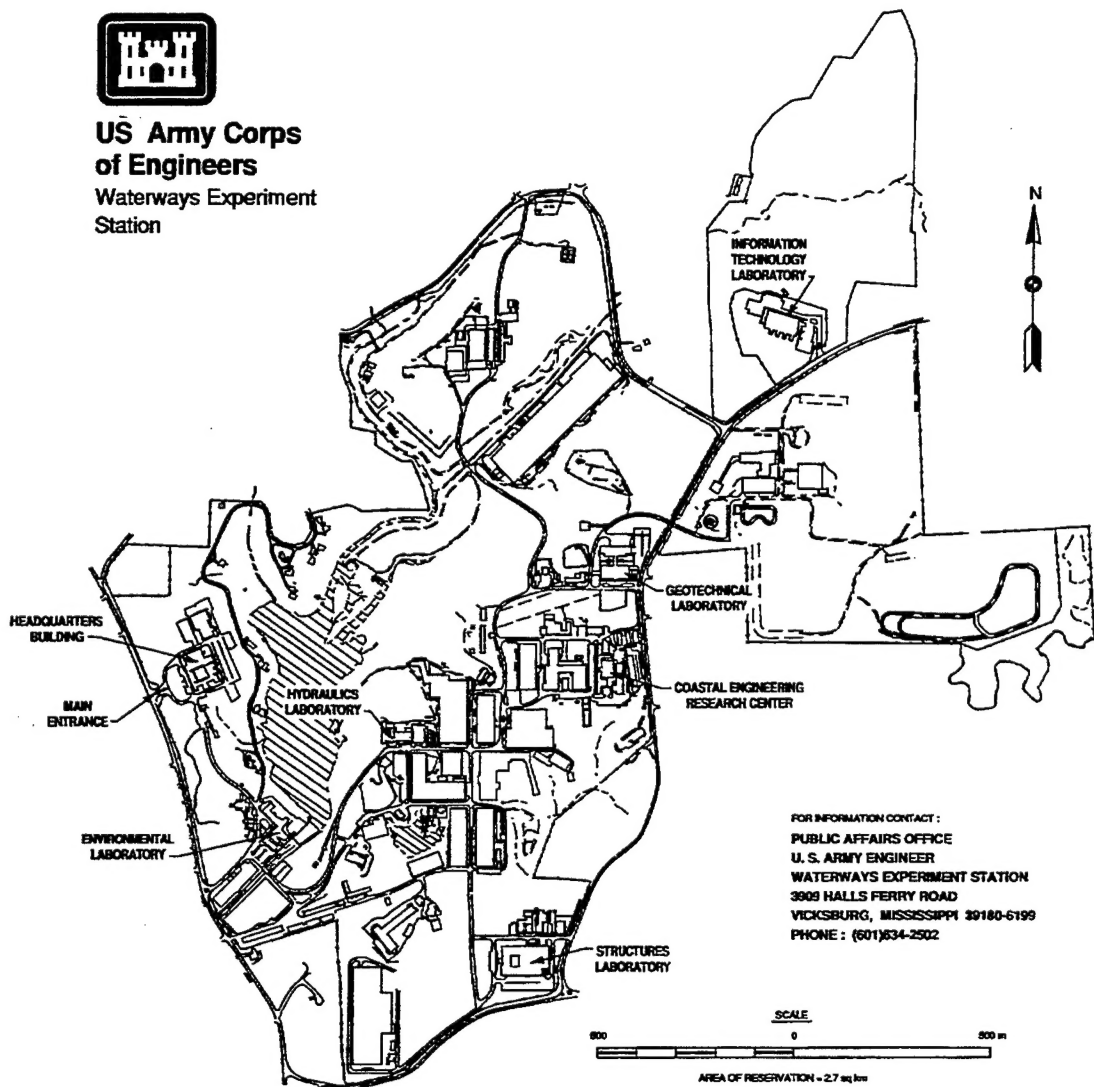 US Army Corps
of Engineers
Waterways Experiment
Station
N
INFORMATION
TECHNOLOGY
LABORATORY
GEOTECHNICAL
LABORATORY
HEADQUARTERS
BUILDING
MAIN
ENTRANCE
HYDRAULICS
LABORATORY
COASTAL ENGINEERING
RESEARCH CENTER
ENVIRONMENTAL
LABORATORY
FOR INFORMATION CONTACT :
PUBLIC AFFAIRS OFFICE
U. S. ARMY ENGINEER
WATERWAYS EXPERIMENT STATION
3909 HALLS FERRY ROAD
VICKSBURG, MISSISSIPPI 39180-6199
PHONE : (601)634-2502
STRUCTURES
LABORATORY
SCALE
500 0 500 m
AREA OF RESERVATION = 2.7 sq km